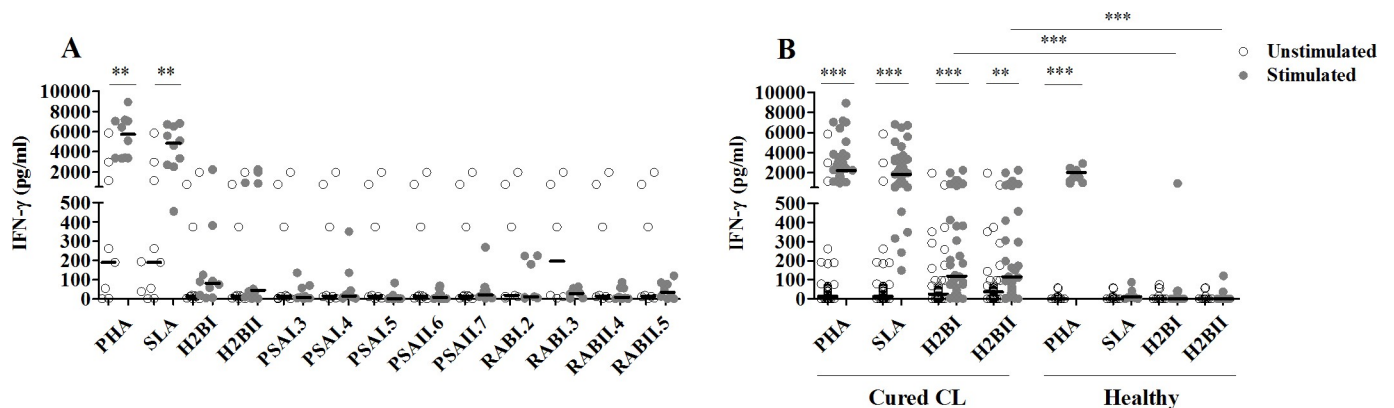 A
IFN-γ (pg/ml)
10000
8000
6000
4000
2000
500
400
300
200
100
0
** **
PHA SLA H2BI H2BII PSAI.3 PSAI.4 PSAI.5 PSAII.6 PSAII.7 RABI.2 RABI.3 RABII.4 RABII.5
B
IFN-γ (pg/ml)
10000
8000
6000
4000
2000
500
400
300
200
100
0
***
***
*** *** *** ** ***
PHA SLA H2BI H2BII PHA SLA H2BI H2BII
Cured CL Healthy
Unstimulated
Stimulated